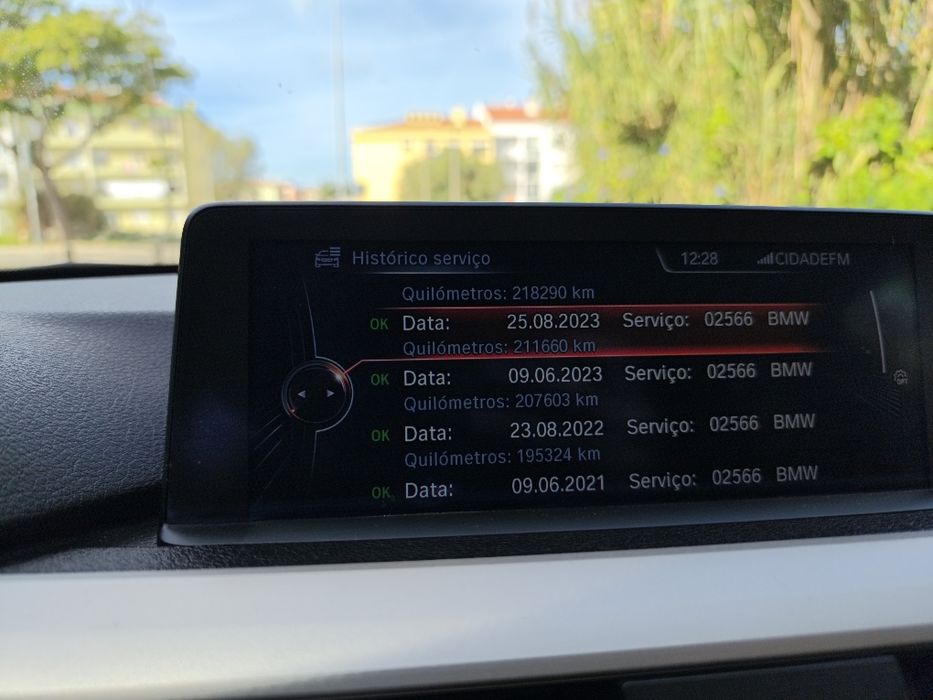 Histórico serviço 12:28 CIDADEFM
Quilómetros: 218290 km
OK Data: 25.08.2023 Serviço: 02566 BMW
Quilómetros: 211660 km
OK Data: 09.06.2023 Serviço: 02566 BMW
Quilómetros: 207603 km
OK Data: 23.08.2022 Serviço: 02566 BMW
Quilómetros: 195324 km
OK Data: 09.06.2021 Serviço: 02566 BMW